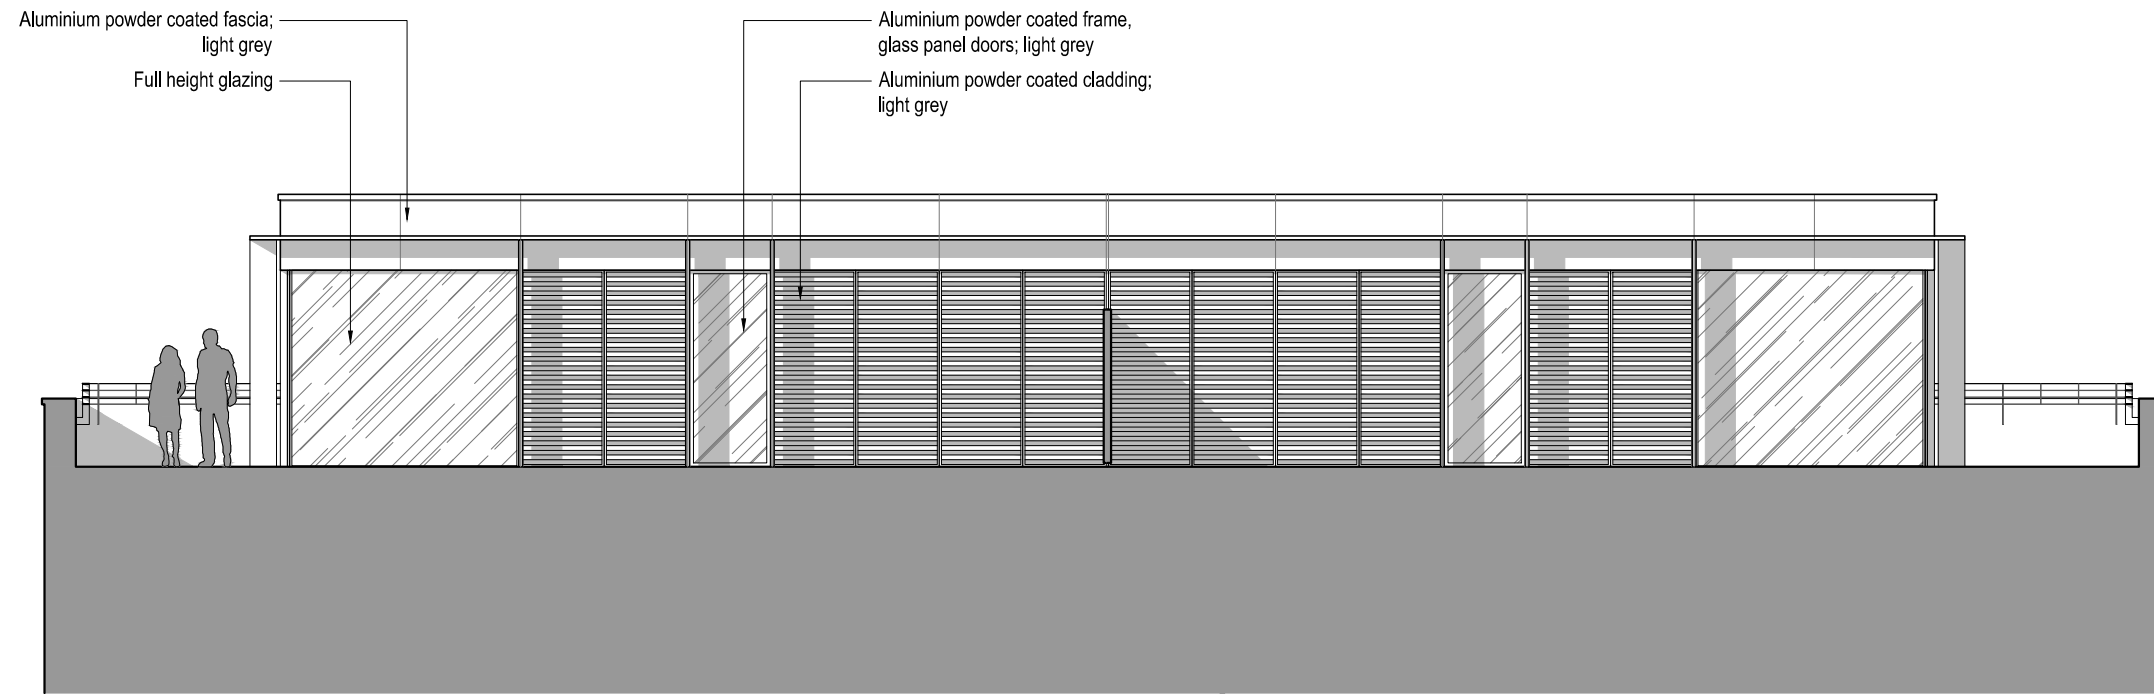 Aluminium powder coated fascia;
light grey
Full height glazing
Aluminium powder coated frame,
glass panel doors; light grey
Aluminium powder coated cladding;
light grey